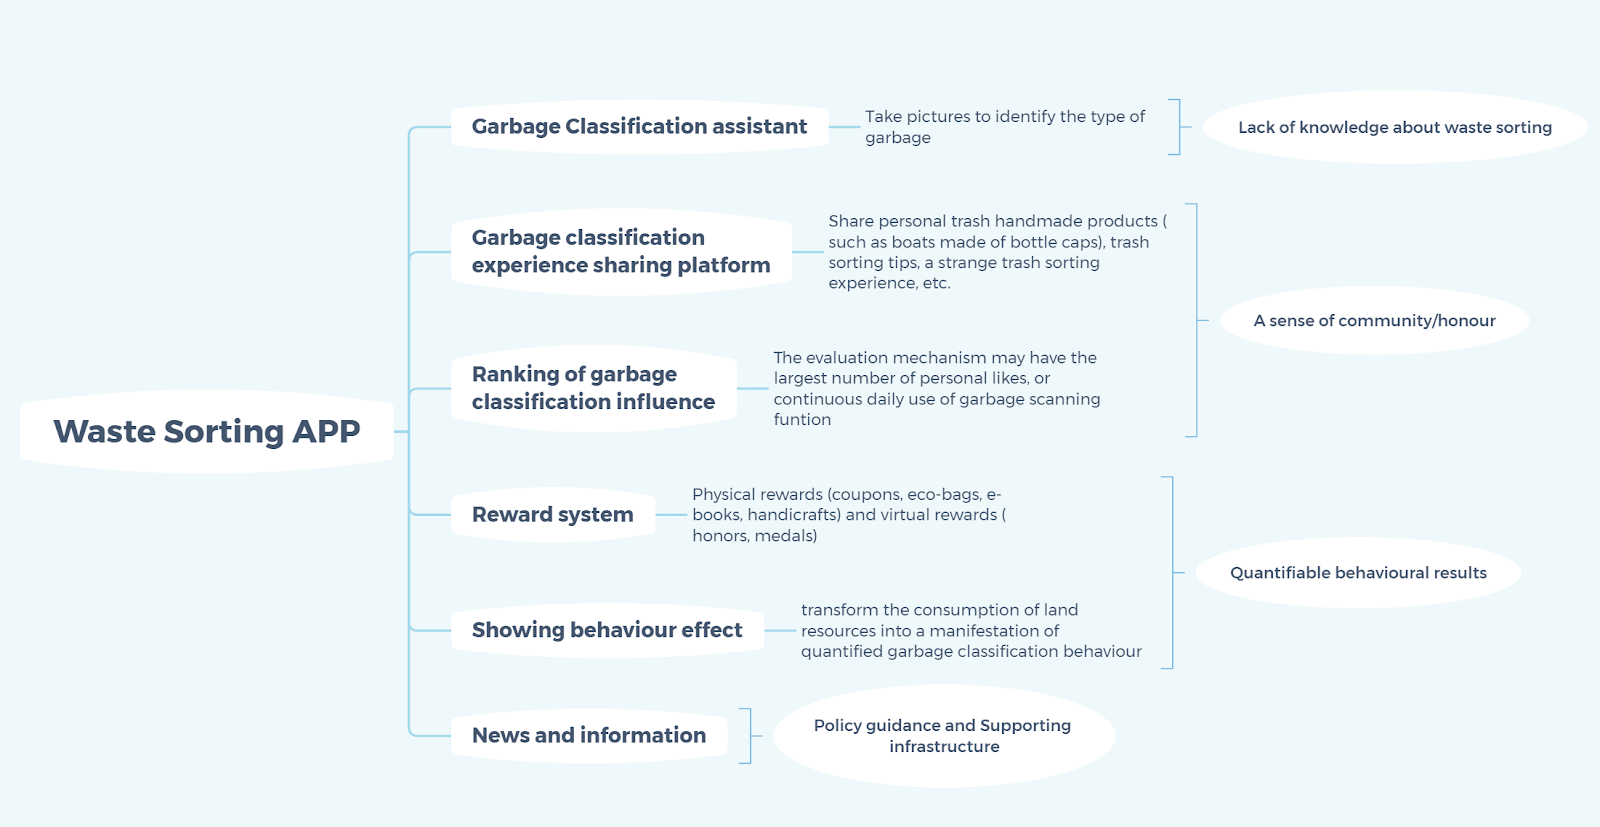 Waste Sorting APP
Garbage Classification assistant
Take pictures to identify the type of
garbage
Lack of knowledge about waste sorting
Garbage classification
experience sharing platform
Share personal trash handmade products (
such as boats made of bottle caps), trash
sorting tips, a strange trash sorting
experience, etc.
Ranking of garbage
classification influence
The evaluation mechanism may have the
largest number of personal likes, or
continuous daily use of garbage scanning
funtion
A sense of community/honour
Reward system
Physical rewards (coupons, eco-bags, e-
books, handicrafts) and virtual rewards (
honors, medals)
Showing behaviour effect
transform the consumption of land
resources into a manifestation of
quantified garbage classification behaviour
Quantifiable behavioural results
News and information
Policy guidance and Supporting
infrastructure